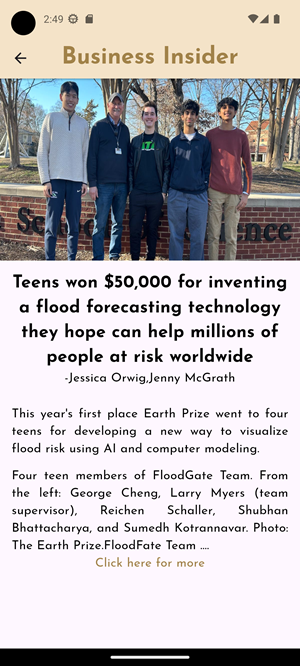 2:49
Business Insider
Sc ence
Teens won $50,000 for inventing
a flood forecasting technology
they hope can help millions of
people at risk worldwide
-Jessica Orwig,Jenny McGrath
This year's first place Earth Prize went to four
teens for developing a new way to visualize
flood risk using AI and computer modeling.
Four teen members of FloodGate Team. From
the left: George Cheng, Larry Myers (team
supervisor), Reichen Schaller, Shubhan
Bhattacharya, and Sumedh Kotrannavar. Photo:
The Earth Prize.FloodFate Team ....
Click here for more